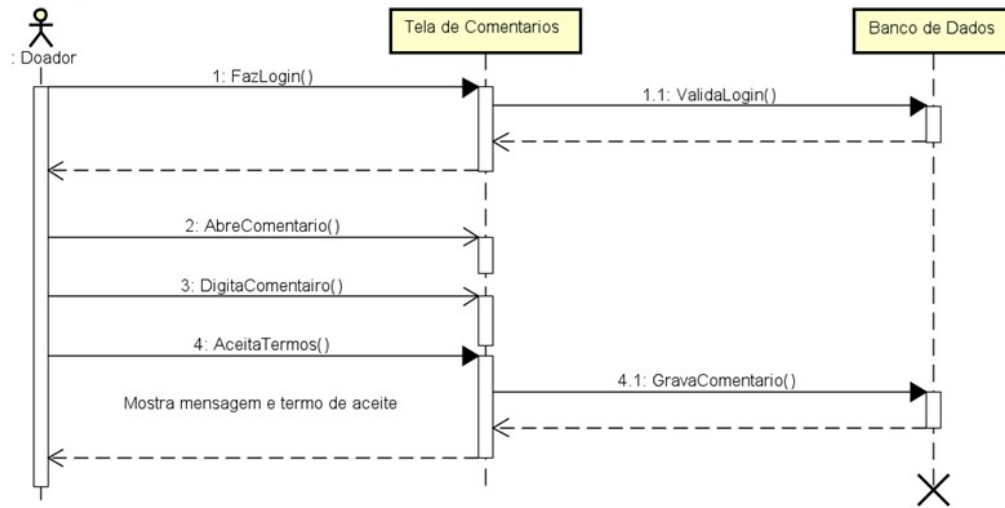 Tela de Comentarios
Banco de Dados
: Doador
1: FazLogin()
1.1: ValidaLogin()
2: AbreComentario()
3: DigitaComentairo()
4: AceitaTermos()
4.1: GravaComentario()
Mostra mensagem e termo de aceite